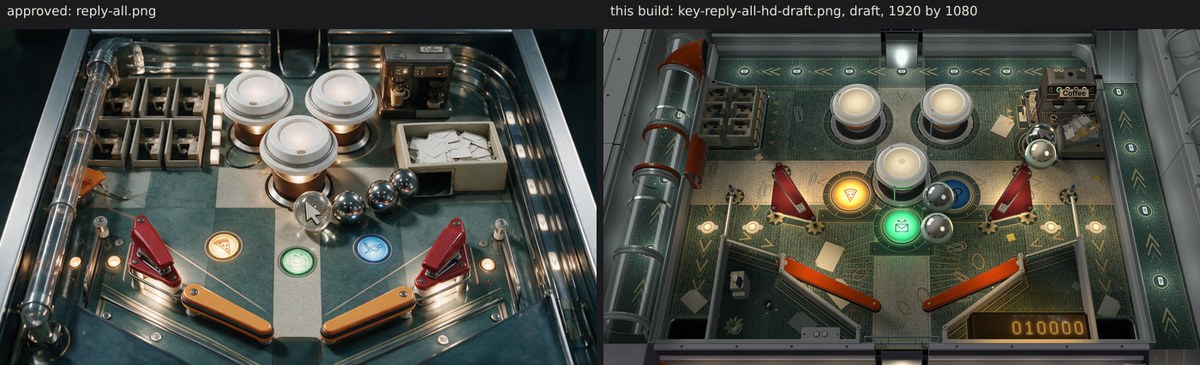 approved: reply-all.png
this build: key-reply-all-hd-draft.png, draft, 1920 by 1080
Coffee
Coffee
010000